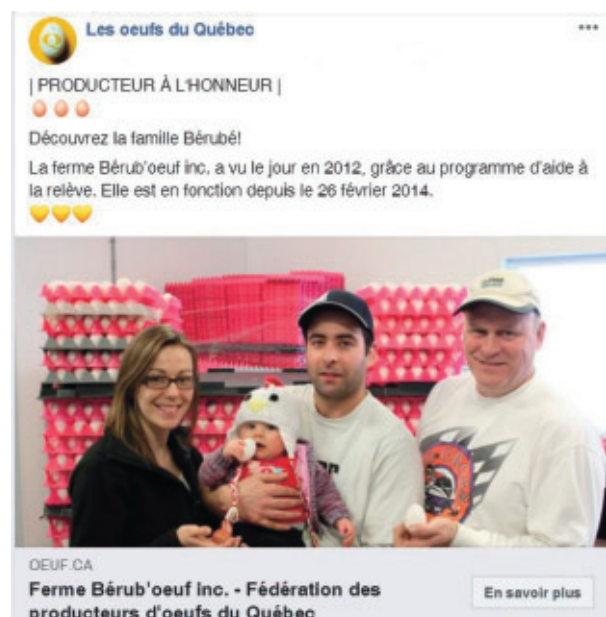 Les oeufs du Québec
| PRODUCTEUR À L'HONNEUR |
Découvrez la famille Bérubé!
La ferme Bérub'oeuf inc. a vu le jour en 2012, grâce au programme d'aide à
la relève. Elle est en fonction depuis le 26 février 2014.
OEUF.CA
Ferme Bérub'oeuf inc. - Fédération des
producteurs d'oeufs du Québec
En savoir plus